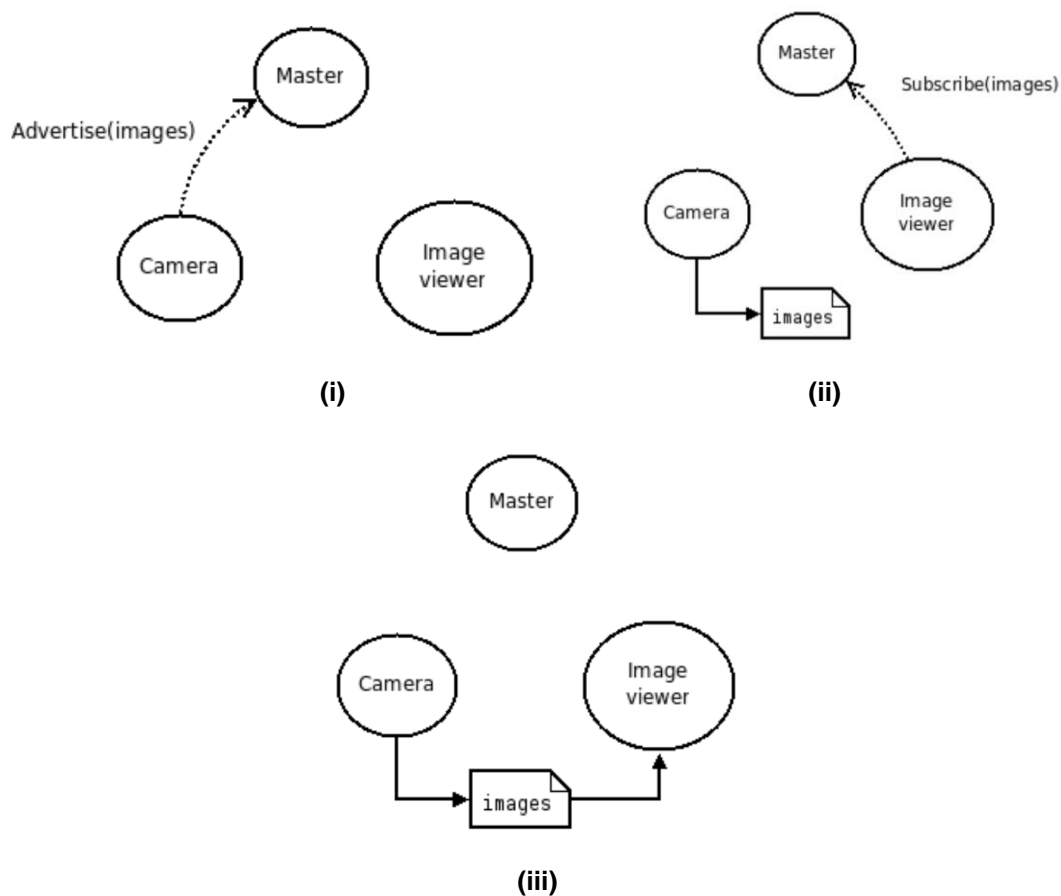 Master
Advertise(images)
Camera
Image
viewer
(i)
Master
Subscribe(images)
Camera
Image
viewer
images
(ii)
Master
Camera
Image
viewer
images
(iii)